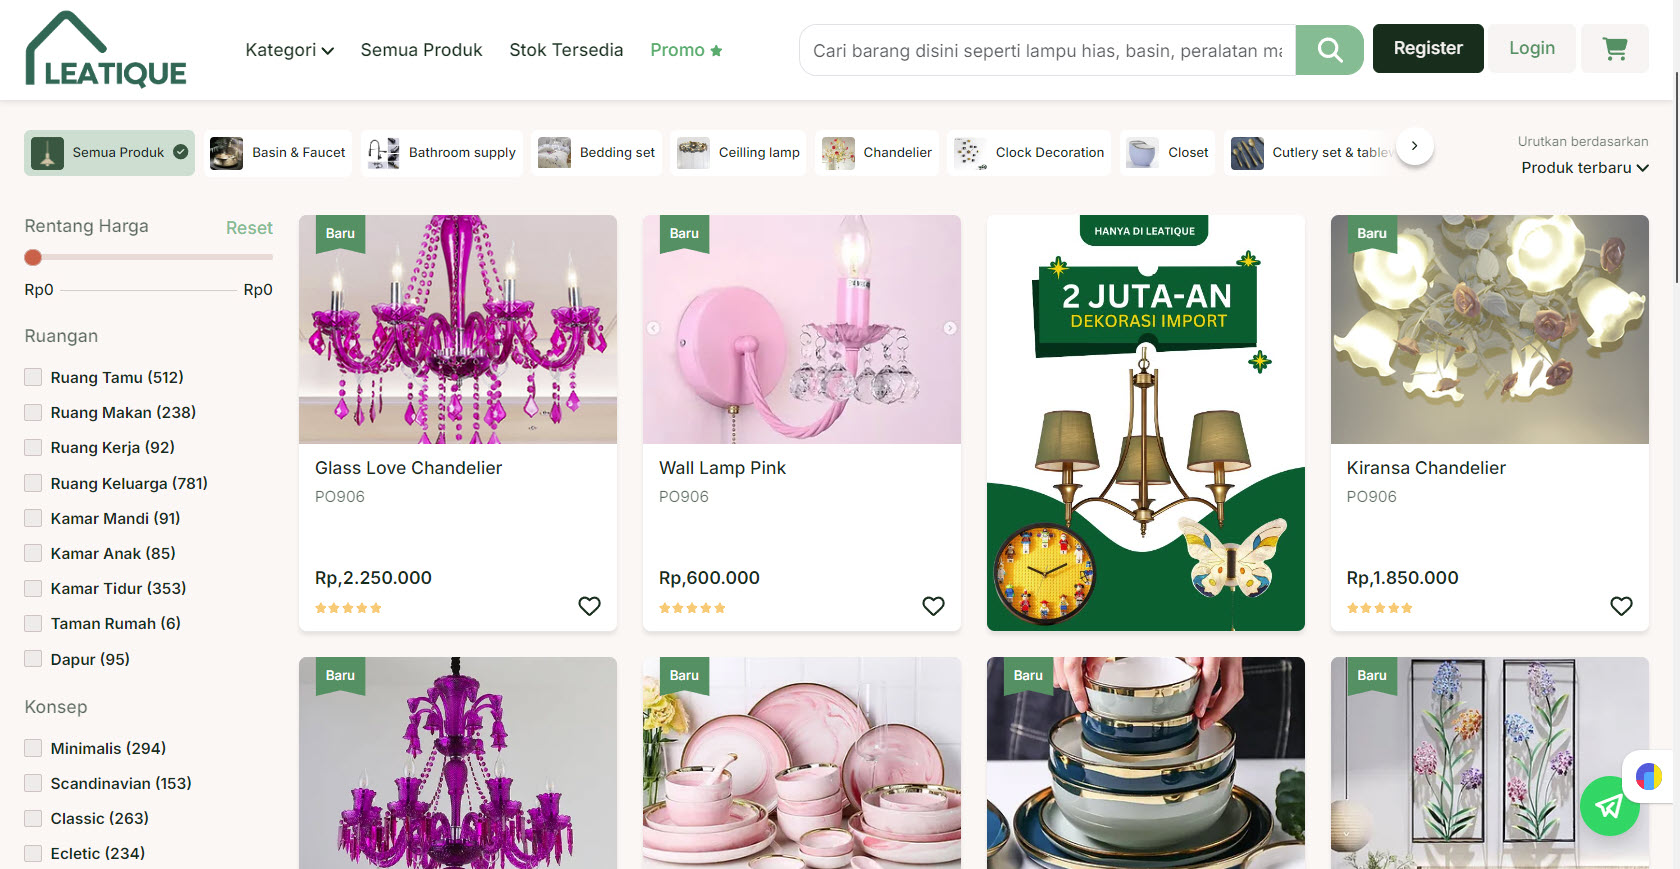 LEATIQUE
Kategori
Semua Produk
Stok Tersedia
Promo
Cari barang disini seperti lampu hias, basin, peralatan ma
Register
Login
Semua Produk
Basin & Faucet
Bathroom supply
Bedding set
Ceilling lamp
Chandelier
Clock Decoration
Closet
Cutlery set & tablew
Urutkan berdasarkan
Produk terbaru
Rentang Harga
Reset
Rp0
Rp0
Ruangan
Ruang Tamu (512)
Ruang Makan (238)
Ruang Kerja (92)
Ruang Keluarga (781)
Kamar Mandi (91)
Kamar Anak (85)
Kamar Tidur (353)
Taman Rumah (6)
Dapur (95)
Konsep
Minimalis (294)
Scandinavian (153)
Classic (263)
Ecletic (234)
Baru
Glass Love Chandelier
PO906
Rp,2.250.000
Baru
Wall Lamp Pink
PO906
Rp,600.000
HANYA DI LEATIQUE
2 JUTA-AN
DEKORASI IMPORT
Baru
Kiransa Chandelier
PO906
Rp,1.850.000
Baru
Baru
Baru
Baru